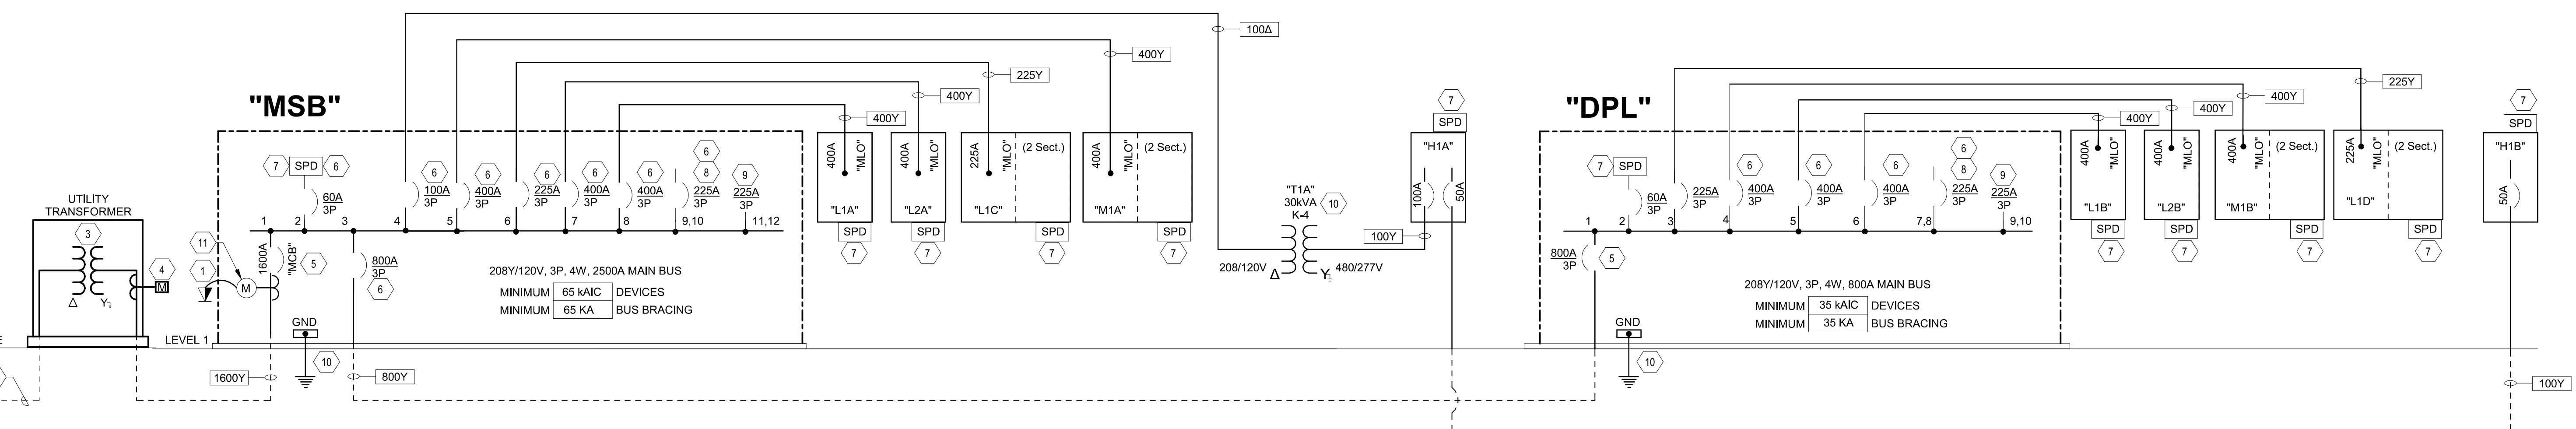 100Δ
400Y
225Y
400Y
400Y
"MSB"
7
SPD
6
60A
3P
6
100A
3P
6
400A
3P
6
225A
3P
6
400A
3P
6
400A
3P
6
8
225A
3P
9
225A
3P
1
2
3
4
5
6
7
8
9,10
11,12
UTILITY
TRANSFORMER
3
Δ
Y
4
M
11
1
M
1600A
"MCB"
5
800A
3P
6
208Y/120V, 3P, 4W, 2500A MAIN BUS
MINIMUM 65 kAIC DEVICES
MINIMUM 65 KA BUS BRACING
GND
10
E
LEVEL 1
1600Y
800Y
400A
"MLO"
"L1A"
SPD
7
400A
"MLO"
"L2A"
SPD
7
225A
"MLO"
(2 Sect.)
"L1C"
SPD
7
400A
"MLO"
(2 Sect.)
"M1A"
SPD
7
"T1A"
30kVA
K-4
10
208/120V
Δ
Y
480/277V
100Y
7
SPD
"H1A"
100A
50A
"DPL"
225Y
400Y
400Y
400Y
7
SPD
60A
3P
225A
3P
6
400A
3P
6
400A
3P
6
400A
3P
6
8
225A
3P
9
225A
3P
1
2
3
4
5
6
7,8
9,10
800A
3P
5
208Y/120V, 3P, 4W, 800A MAIN BUS
MINIMUM 35 kAIC DEVICES
MINIMUM 35 KA BUS BRACING
GND
10
400A
"MLO"
"L1B"
SPD
7
400A
"MLO"
"L2B"
SPD
7
400A
"MLO"
(2 Sect.)
"M1B"
SPD
7
225A
"MLO"
(2 Sect.)
"L1D"
SPD
7
7
SPD
"H1B"
50A
100Y